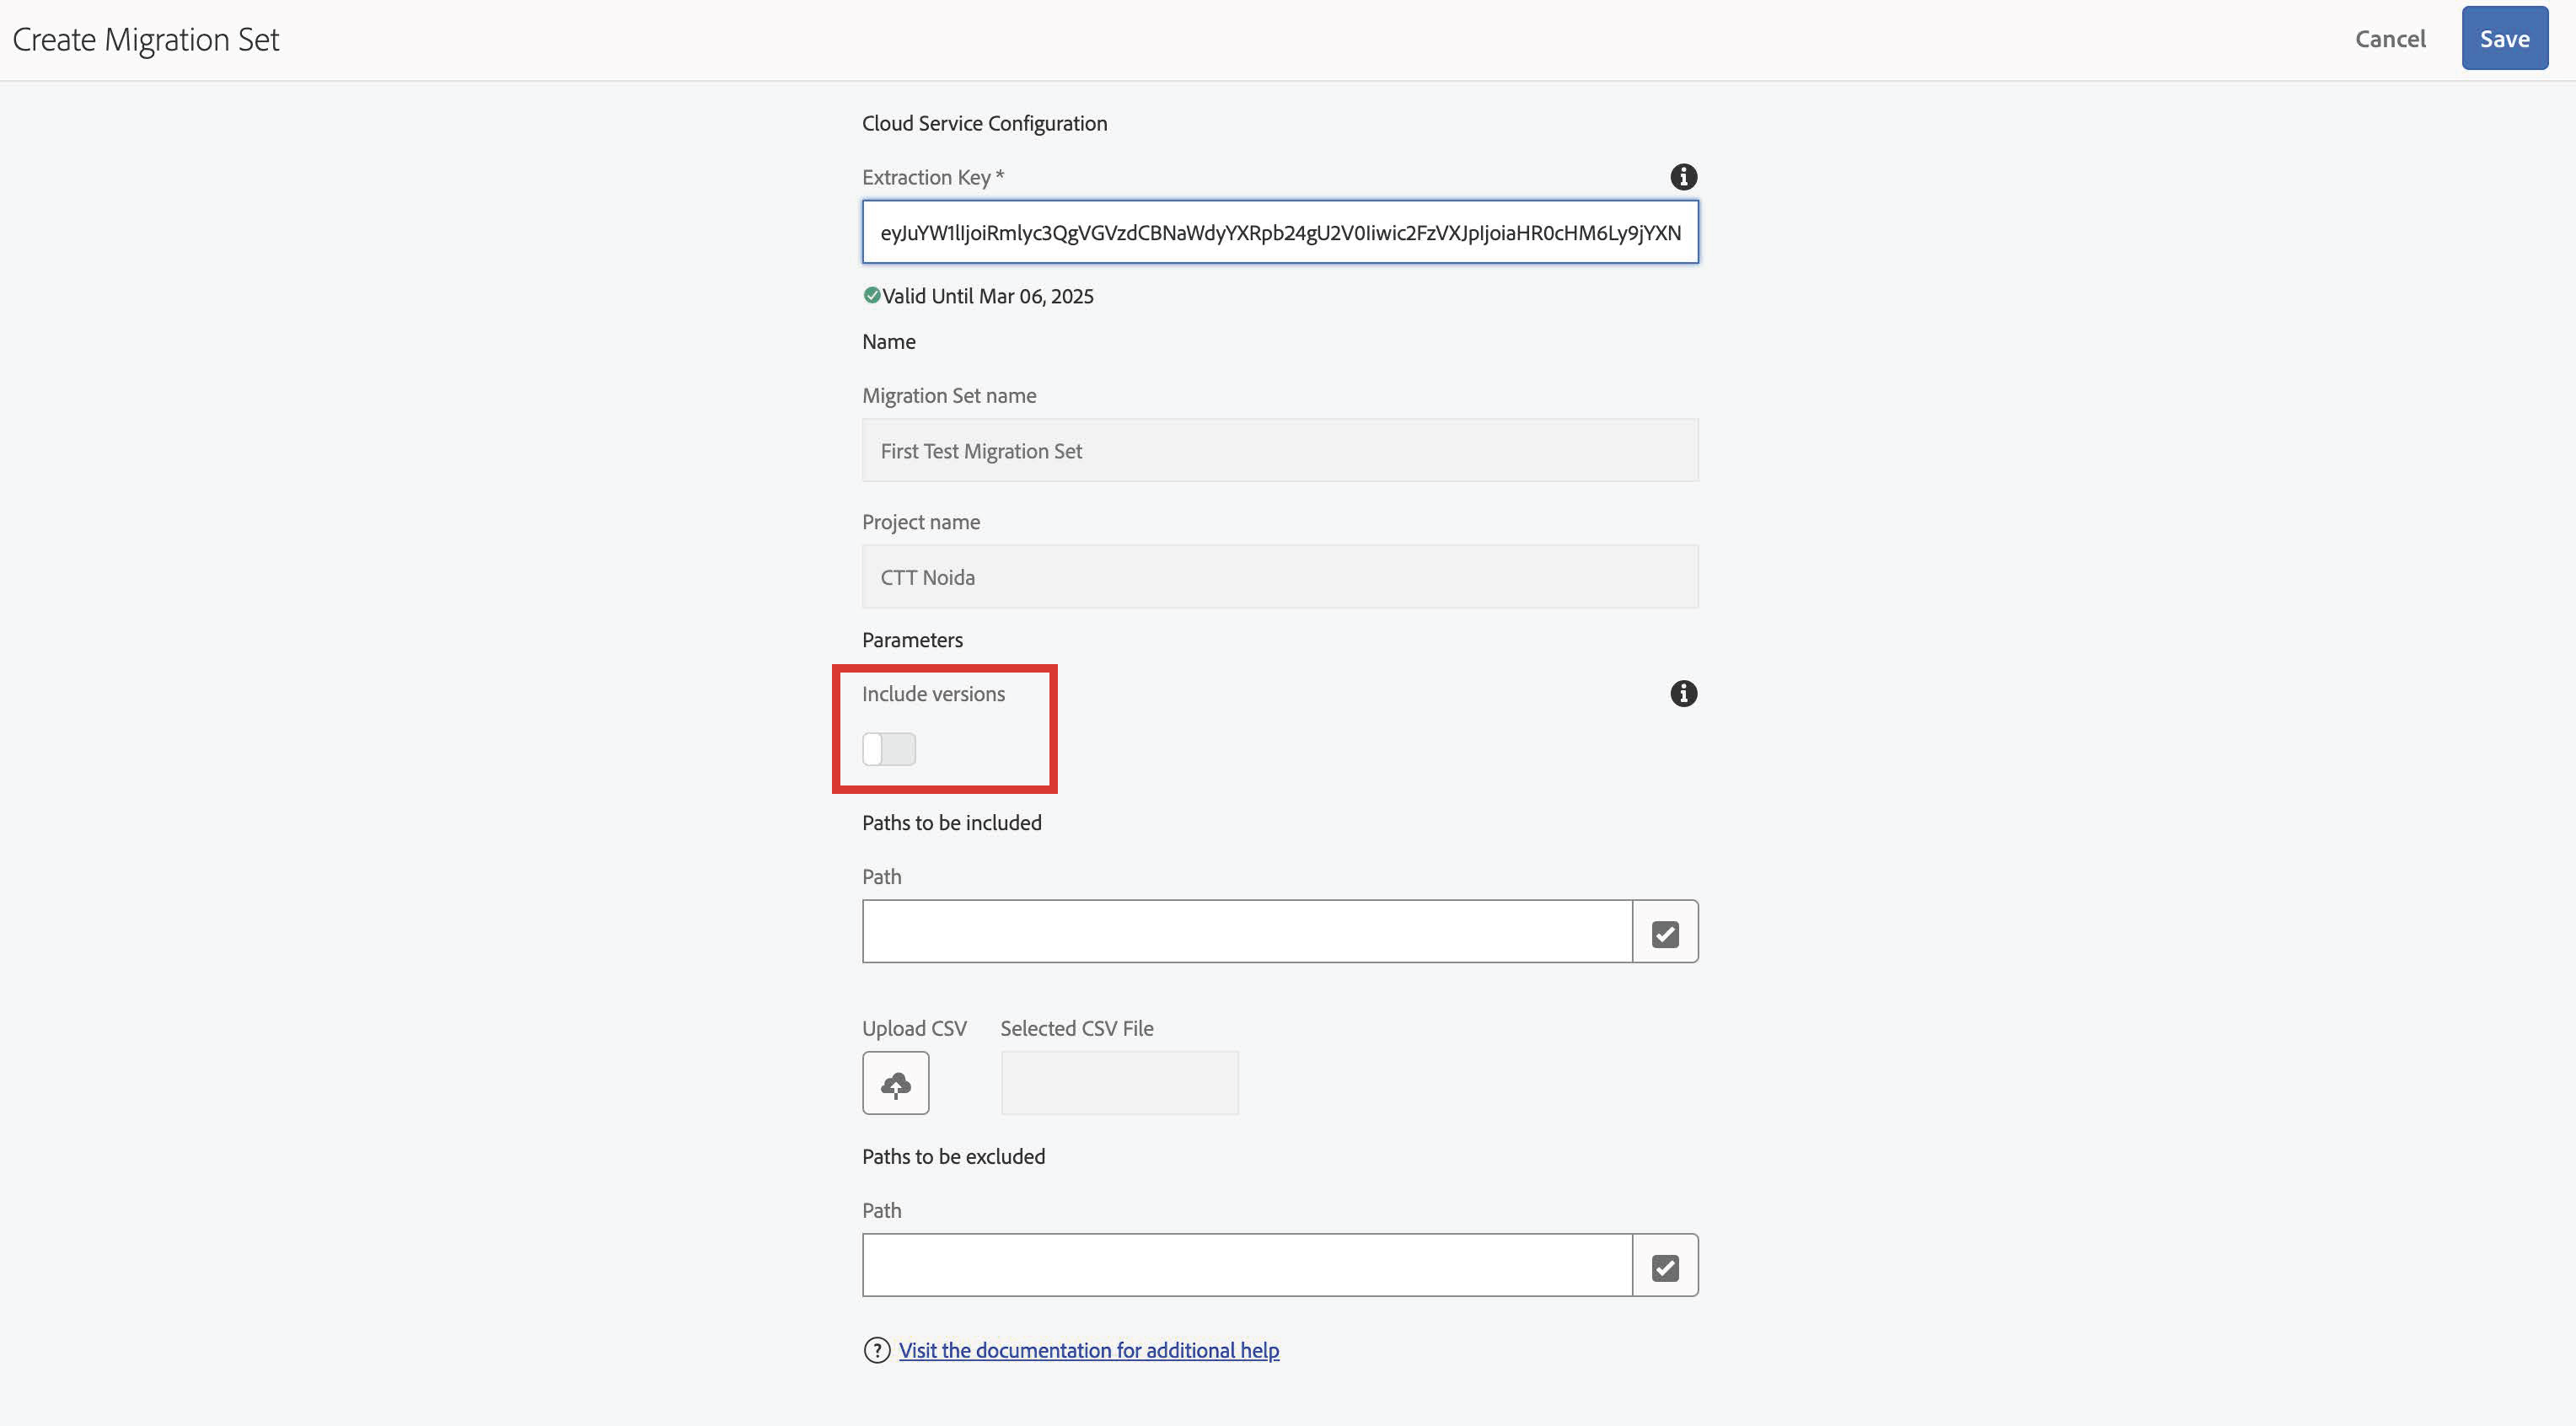 Create Migration Set
Cancel
Save
Cloud Service Configuration
Extraction Key *
eyJuYW1lIjoiRmlyc3QgVGVzdCBNaWdyYXRpb24gU2V0Iiwic2FzVXJpIjoiaHR0cHM6Ly9jYXN
Valid Until Mar 06, 2025
Name
Migration Set name
First Test Migration Set
Project name
CTT Noida
Parameters
Include versions
Paths to be included
Path
Upload CSV Selected CSV File
Paths to be excluded
Path
Visit the documentation for additional help